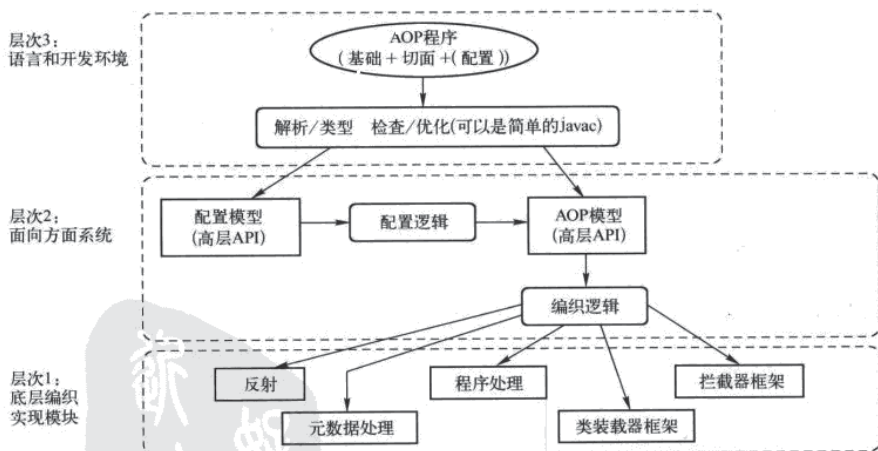 层次3：
语言和开发环境
AOP程序
( 基础 + 切面 +( 配置 ))
解析/类型 检查/优化(可以是简单的javac)
层次2：
面向方面系统
配置模型
(高层API)
配置逻辑
AOP模型
(高层API)
编织逻辑
层次1：
底层编织
实现模块
反射
程序处理
拦截器框架
元数据处理
类装载器框架